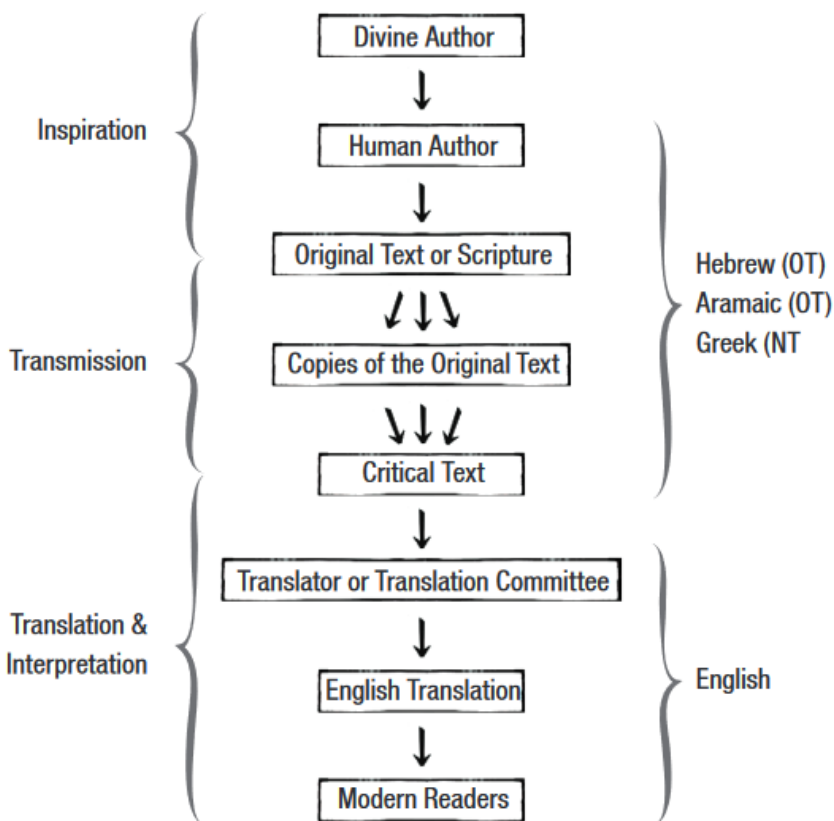 Divine Author
Inspiration
Human Author
Original Text or Scripture
Hebrew (OT)
Aramaic (OT)
Greek (NT
Transmission
Copies of the Original Text
Critical Text
Translator or Translation Committee
Translation &
Interpretation
English Translation
English
Modern Readers